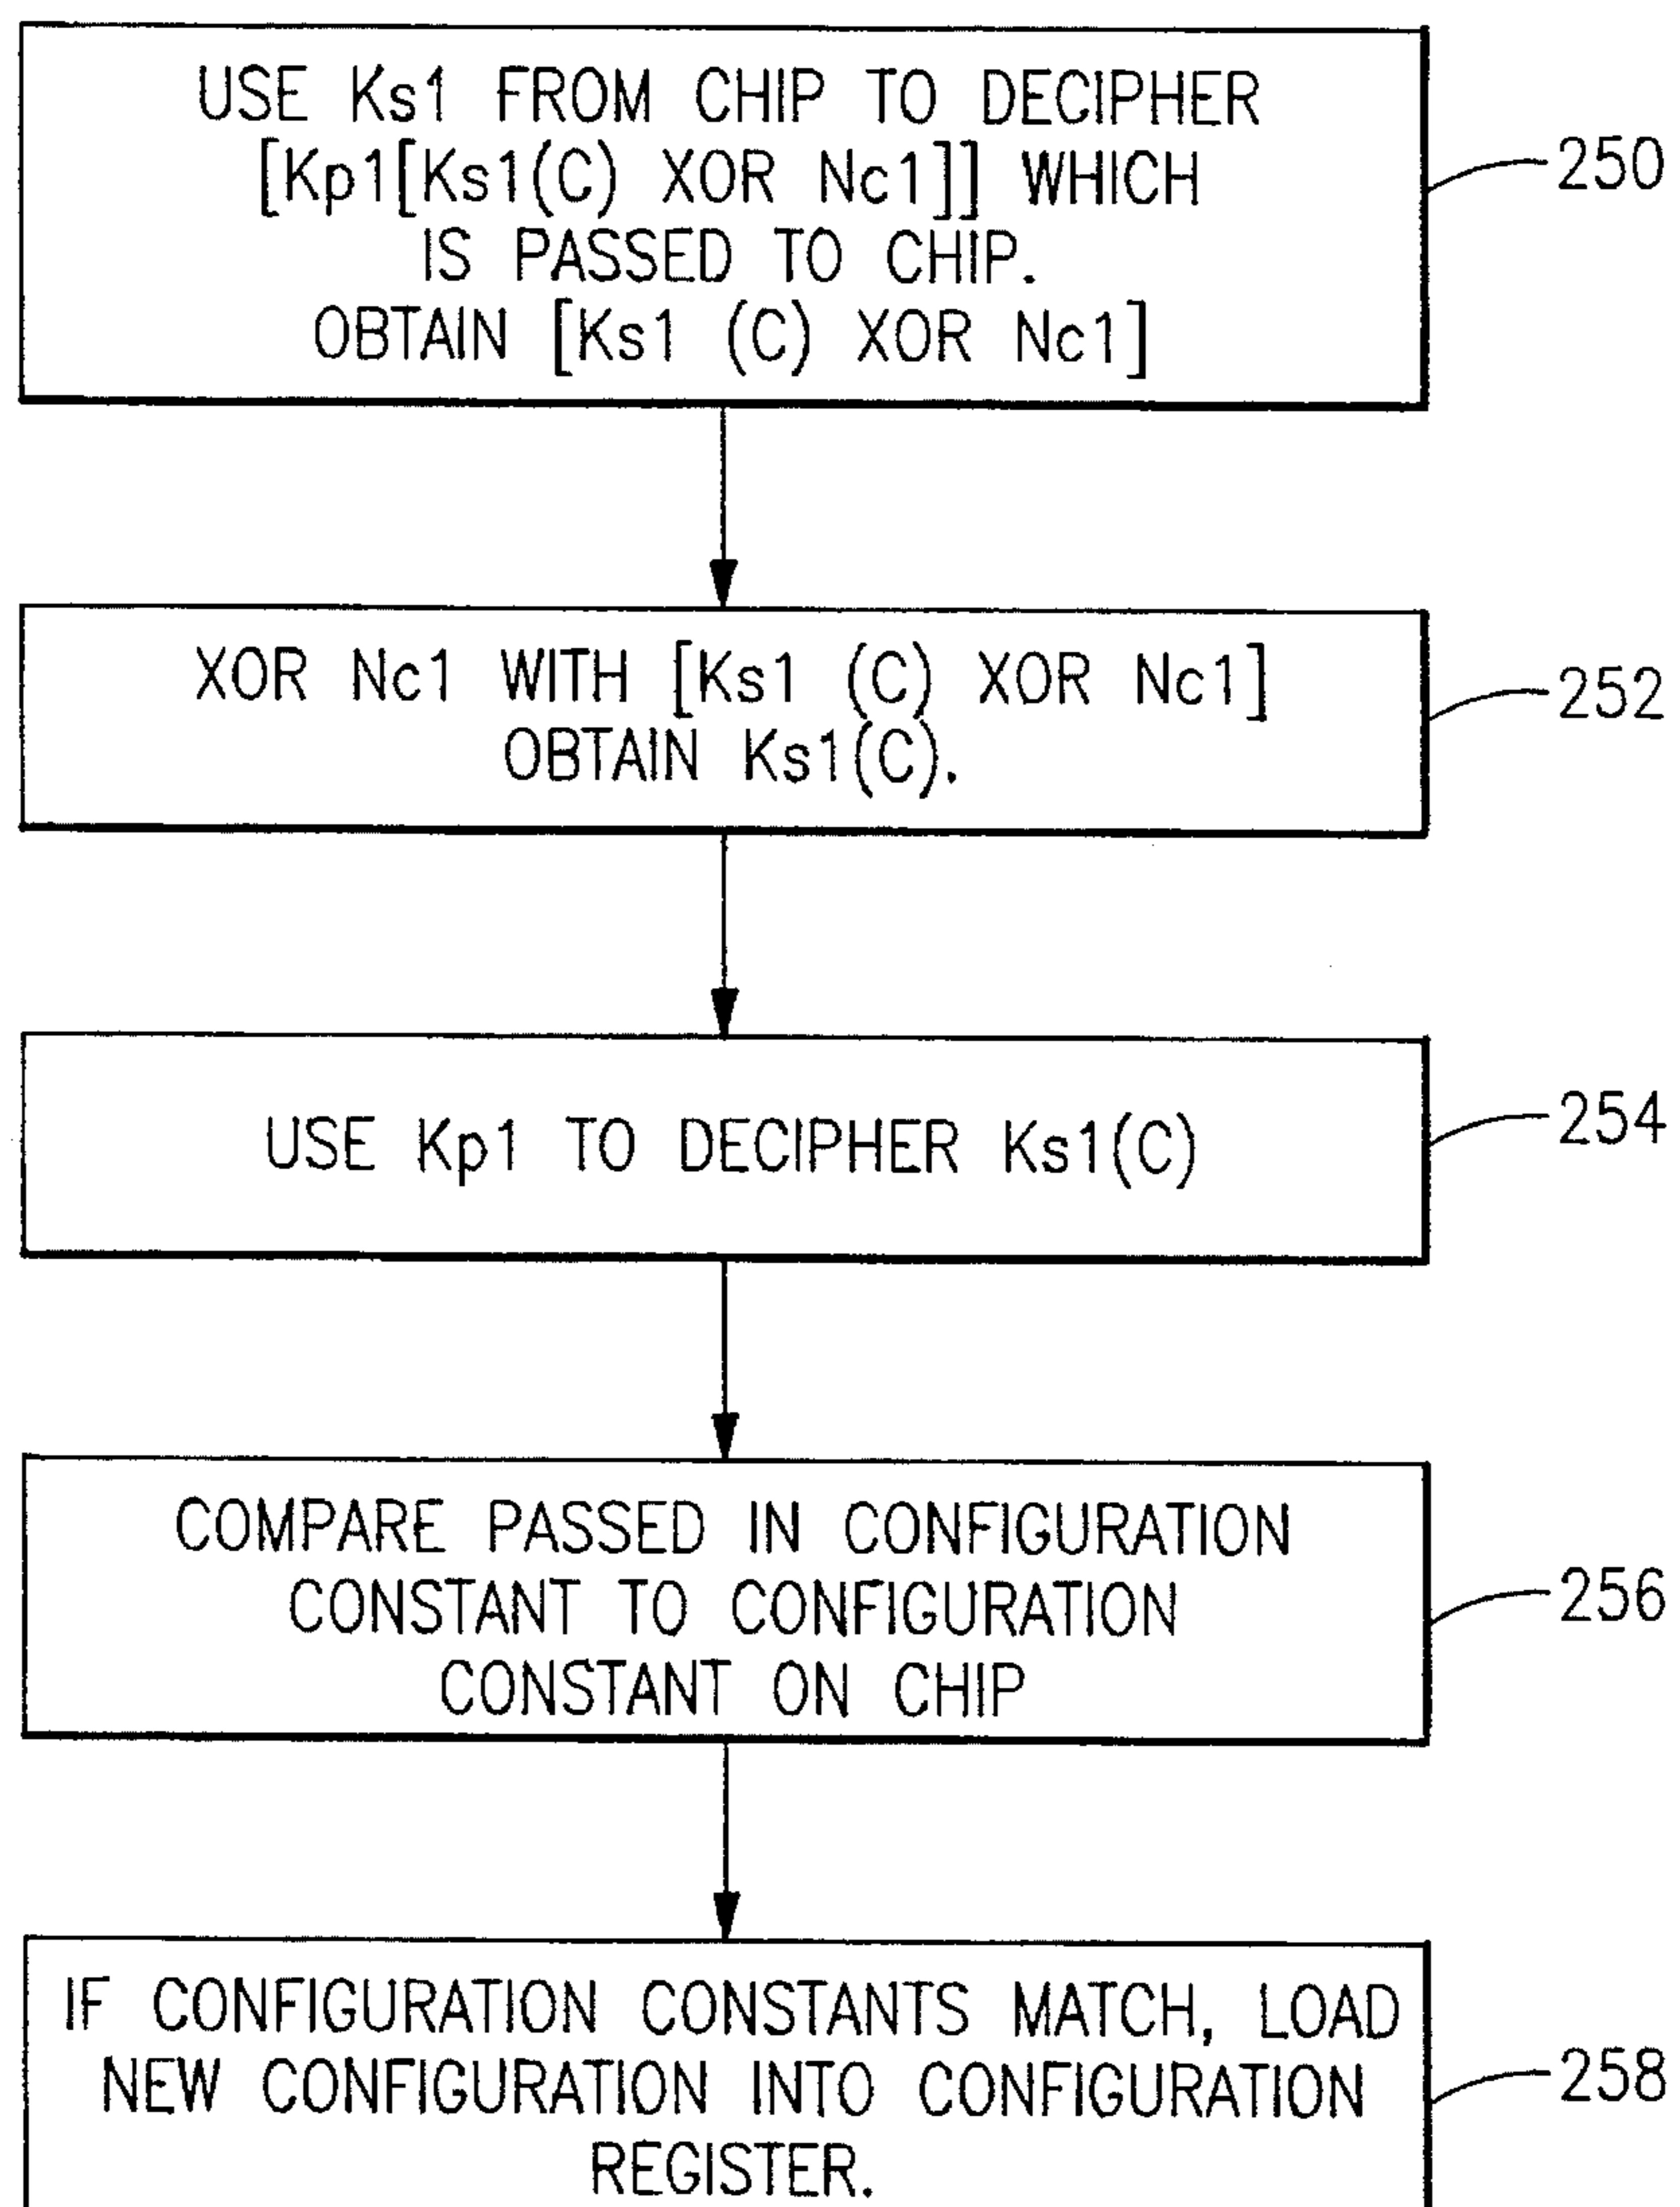 USE Ks1 FROM CHIP TO DECIPHER
[Kp1[Ks1(C) XOR Nc1]] WHICH
IS PASSED TO CHIP.
OBTAIN [Ks1 (C) XOR Nc1]
250
XOR Nc1 WITH [Ks1 (C) XOR Nc1]
OBTAIN Ks1(C).
252
USE Kp1 TO DECIPHER Ks1(C)
254
COMPARE PASSED IN CONFIGURATION
CONSTANT TO CONFIGURATION
CONSTANT ON CHIP
256
IF CONFIGURATION CONSTANTS MATCH, LOAD
NEW CONFIGURATION INTO CONFIGURATION
REGISTER.
258